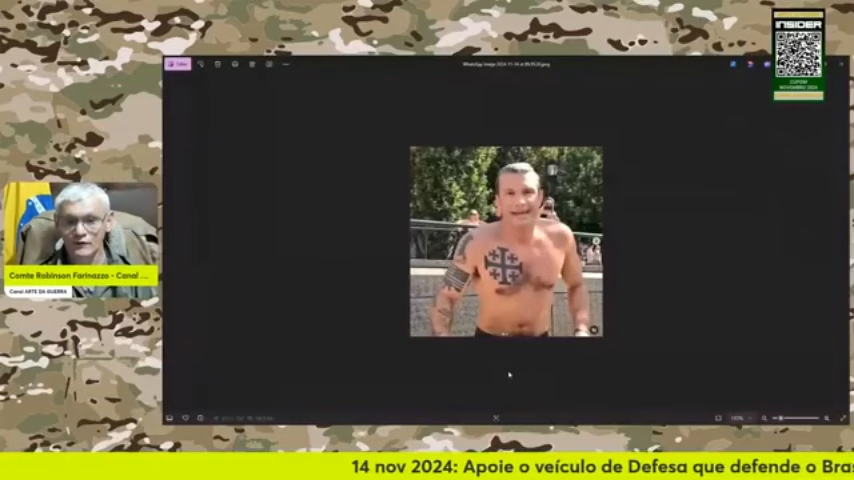 INSIDER
CUPOM
NOVEMBRO 2024
Comte Robinson Farinazzo - Canal ...
Canal ARTE DA GUERRA
14 nov 2024: Apoie o veículo de Defesa que defende o Bras